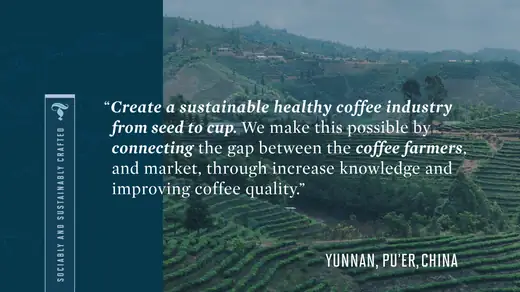 SOCIABLY AND SUSTAINABLY CRAFTED
“Create a sustainable healthy coffee industry
from seed to cup. We make this possible by
connecting the gap between the coffee farmers,
and market, through increase knowledge and
improving coffee quality.”
YUNNAN, PU'ER, CHINA